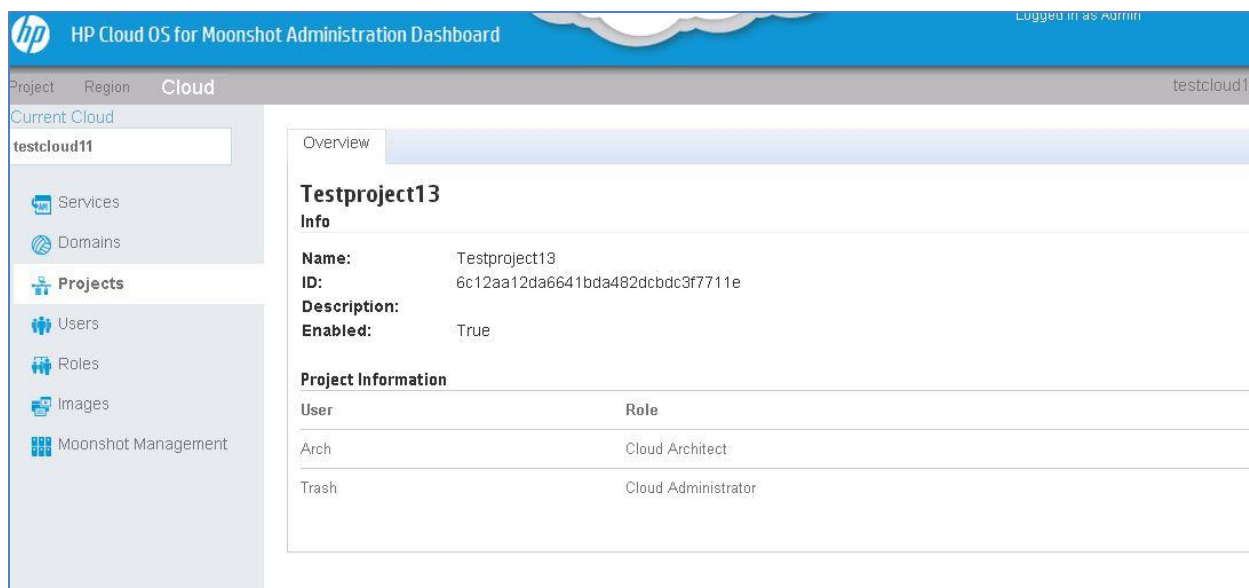 hp HP Cloud OS for Moonshot Administration Dashboard
Logged in as Admin
Project Region Cloud
testcloud1
Current Cloud
testcloud11
Services
Domains
Projects
Users
Roles
Images
Moonshot Management
Overview
Testproject13
Info
Name: Testproject13
ID: 6c12aa12da6641bda482dcbdc3f7711e
Description:
Enabled: True
Project Information
User Role
Arch Cloud Architect
Trash Cloud Administrator